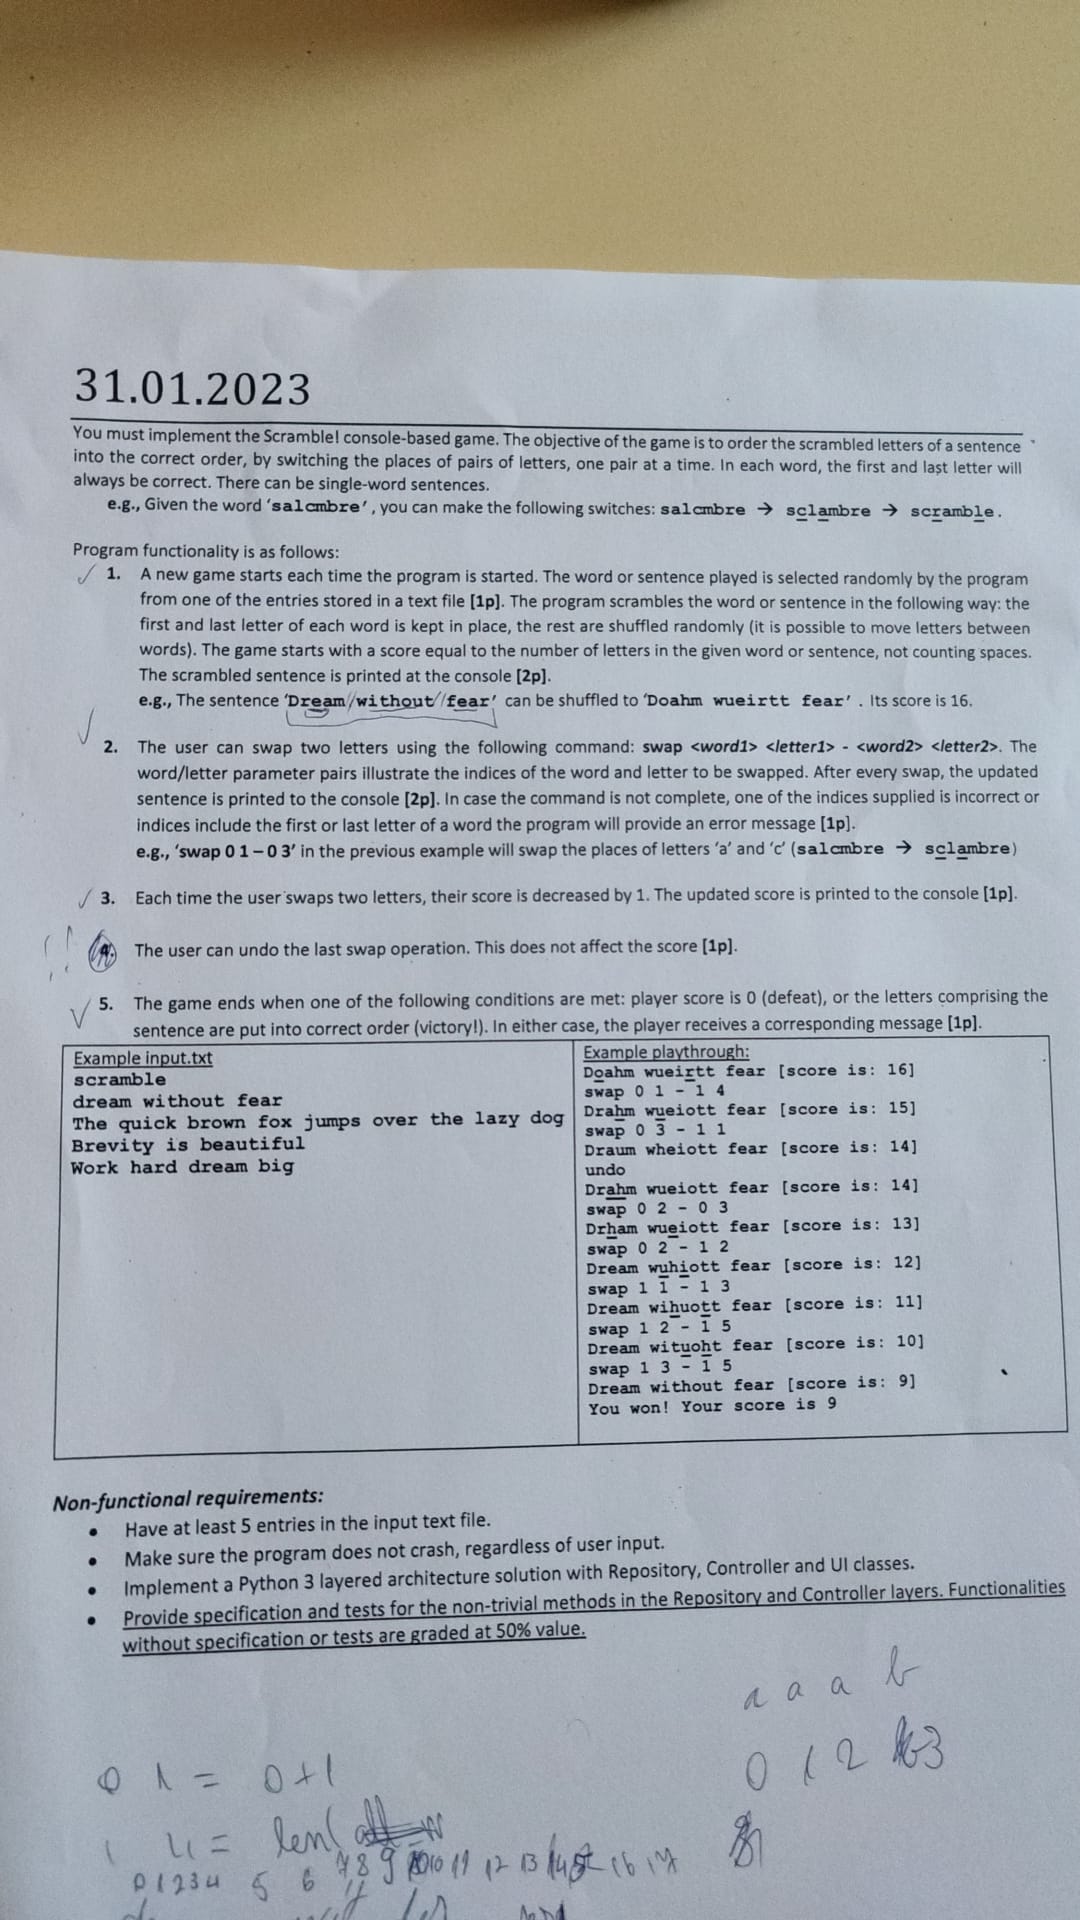 31.01.2023
You must implement the Scramble! console-based game. The objective of the game is to order the scrambled letters of a sentence
into the correct order, by switching the places of pairs of letters, one pair at a time. In each word, the first and last letter will
always be correct. There can be single-word sentences.
e.g., Given the word 'salcmbre', you can make the following switches: salcmbre → sclambre → scramble.
Program functionality is as follows:
1. A new game starts each time the program is started. The word or sentence played is selected randomly by the program
from one of the entries stored in a text file [1p]. The program scrambles the word or sentence in the following way: the
first and last letter of each word is kept in place, the rest are shuffled randomly (it is possible to move letters between
words). The game starts with a score equal to the number of letters in the given word or sentence, not counting spaces.
The scrambled sentence is printed at the console [2p].
e.g., The sentence 'Dream without fear' can be shuffled to 'Doahm wueirtt fear'. Its score is 16.
2. The user can swap two letters using the following command: swap <word1> <letter1> - <word2> <letter2>. The
word/letter parameter pairs illustrate the indices of the word and letter to be swapped. After every swap, the updated
sentence is printed to the console [2p]. In case the command is not complete, one of the indices supplied is incorrect or
indices include the first or last letter of a word the program will provide an error message [1p].
e.g., 'swap 0 1 – 0 3' in the previous example will swap the places of letters 'a' and 'c' (salcmbre → sclambre)
3. Each time the user swaps two letters, their score is decreased by 1. The updated score is printed to the console [1p].
4. The user can undo the last swap operation. This does not affect the score [1p].
5. The game ends when one of the following conditions are met: player score is 0 (defeat), or the letters comprising the
sentence are put into correct order (victory!). In either case, the player receives a corresponding message [1p].
Example input.txt
scramble
dream without fear
The quick brown fox jumps over the lazy dog
Brevity is beautiful
Work hard dream big
Example playthrough:
Doahm wueirtt fear [score is: 16]
swap 0 1 - 1 4
Drahm wueiott fear [score is: 15]
swap 0 3 - 1 1
Draum wheiott fear [score is: 14]
undo
Drahm wueiott fear [score is: 14]
swap 0 2 - 0 3
Drham wueiott fear [score is: 13]
swap 0 2 - 1 2
Dream wuhiott fear [score is: 12]
swap 1 1 - 1 3
Dream wihuott fear [score is: 11]
swap 1 2 - 1 5
Dream wituoht fear [score is: 10]
swap 1 3 - 1 5
Dream without fear [score is: 9]
You won! Your score is 9
Non-functional requirements:
• Have at least 5 entries in the input text file.
• Make sure the program does not crash, regardless of user input.
• Implement a Python 3 layered architecture solution with Repository, Controller and UI classes.
• Provide specification and tests for the non-trivial methods in the Repository and Controller layers. Functionalities
without specification or tests are graded at 50% value.
a a a b
0 1 2 3
0 1 = 0+1
1 4 = len(
0 1 2 3 4 5 6 7 8 9 10 11 12 13 14 15 16 17